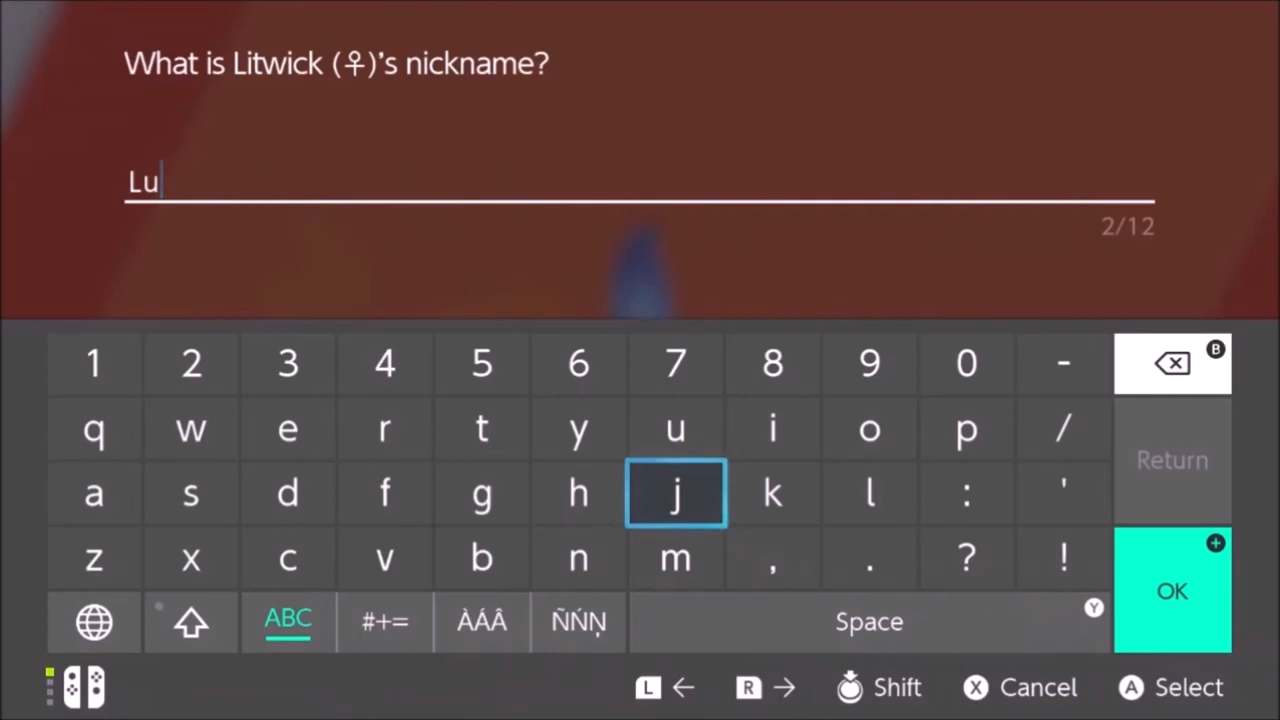 What is Litwick (♀)'s nickname?
Lu
2/12
1 2 3 4 5 6 7 8 9 0 - B
q w e r t y u i o p / Return
a s d f g h j k l : '
z x c v b n m , . ? ! + OK
ABC #+= ÀÁÂ ÑŃŅ Space Y
L ← R → Shift X Cancel A Select